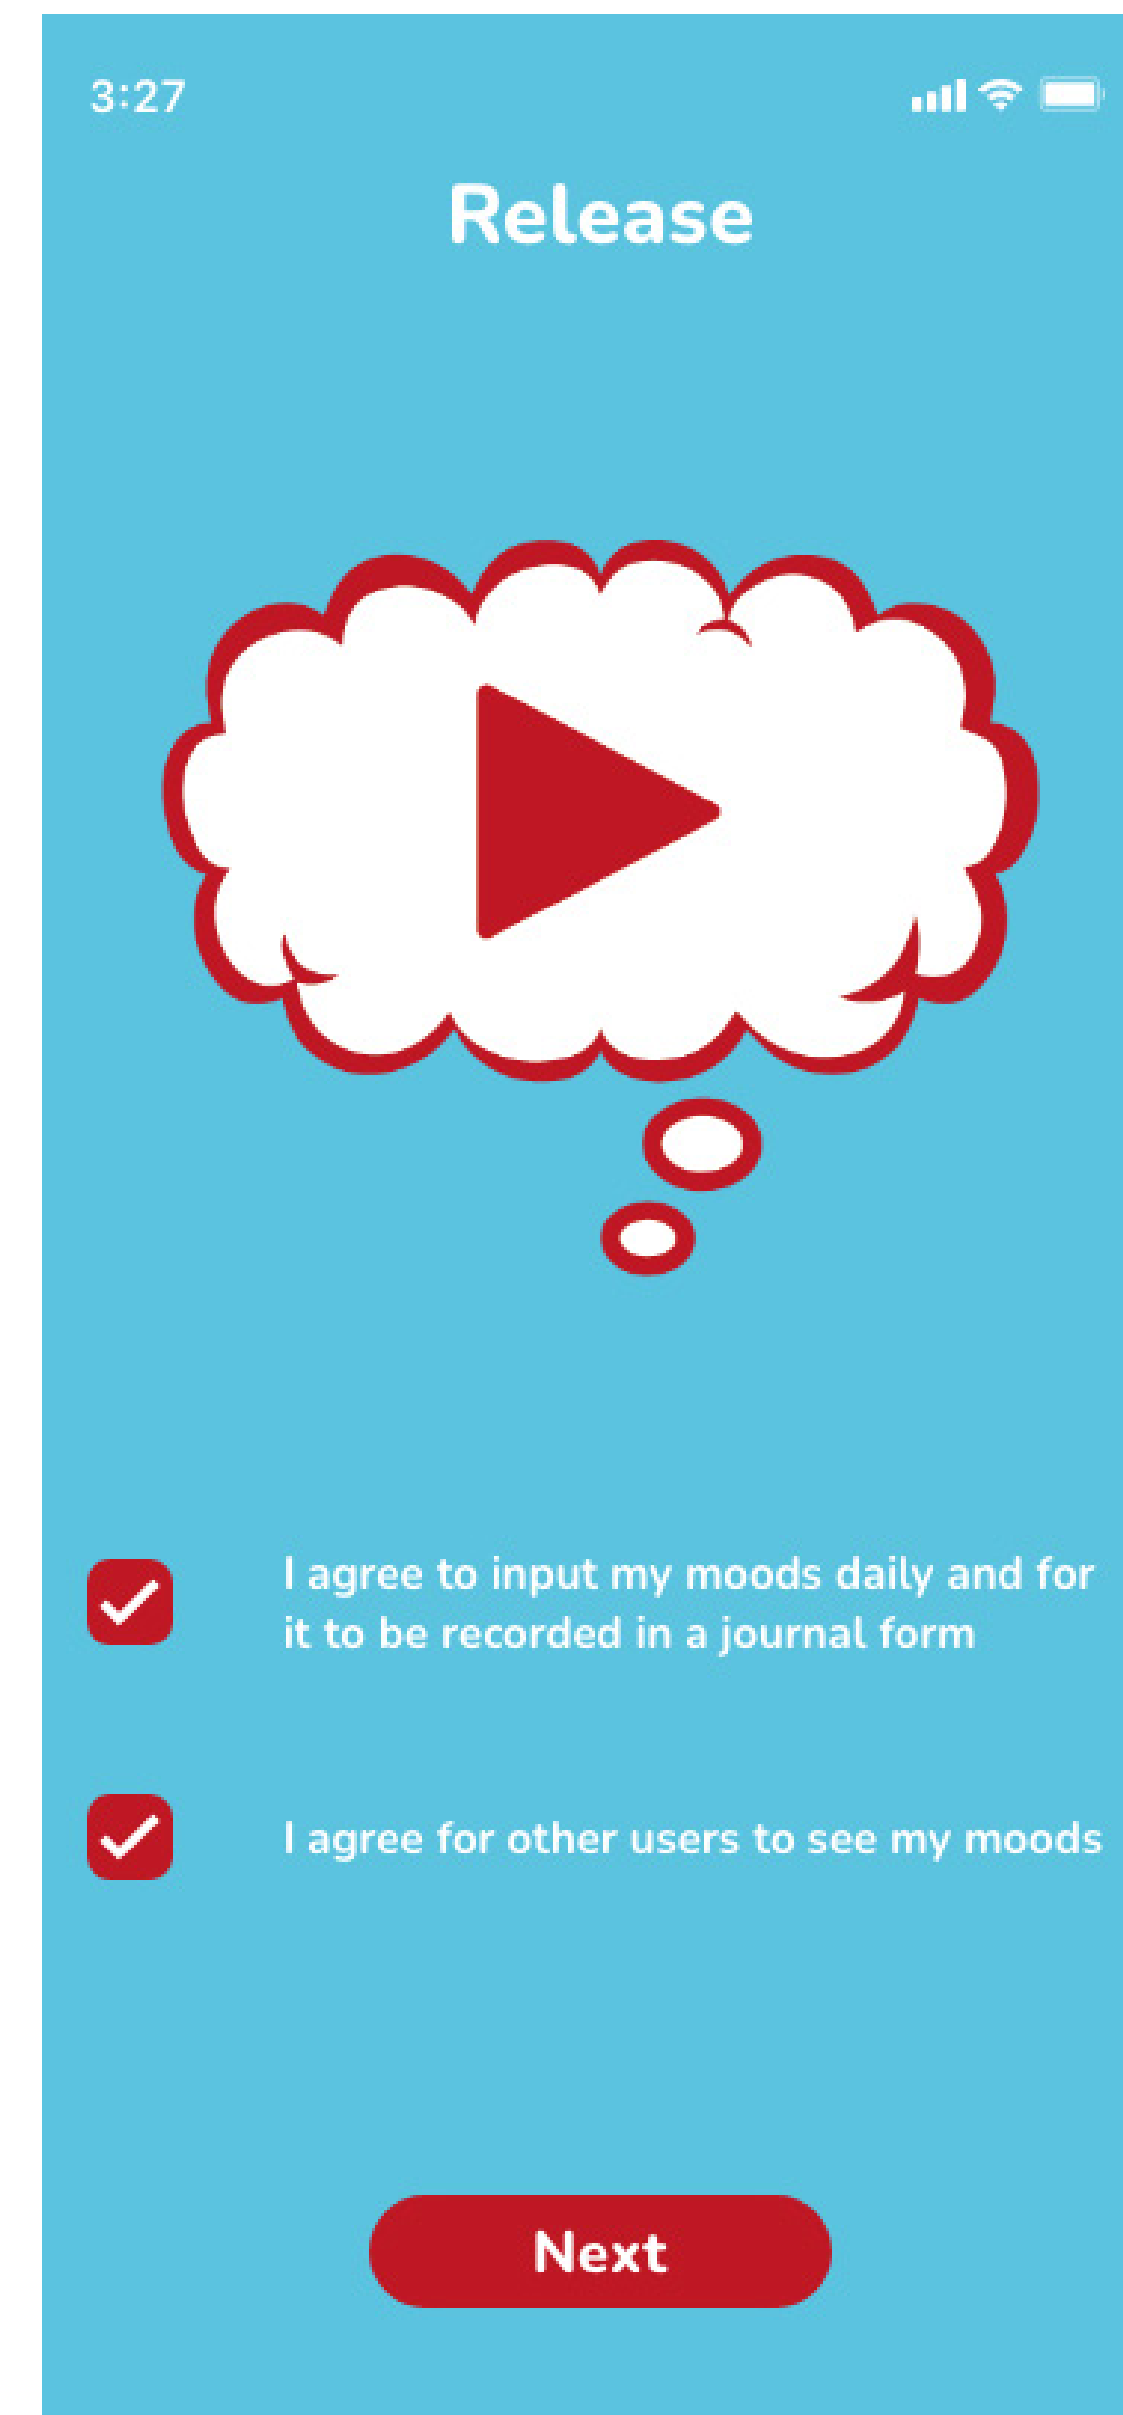 3:27
Release
I agree to input my moods daily and for
it to be recorded in a journal form
I agree for other users to see my moods
Next